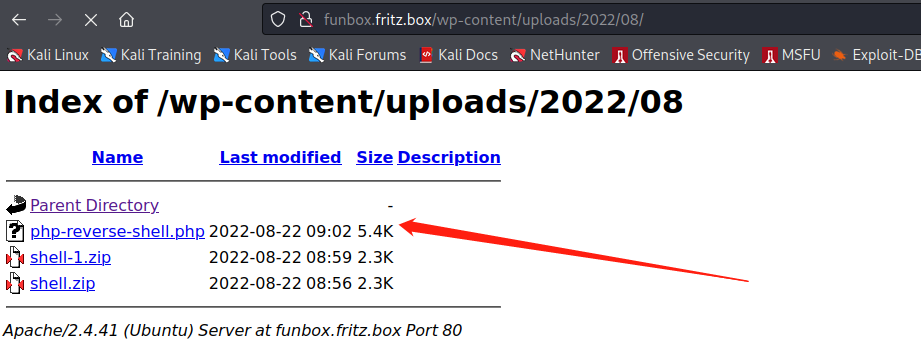 funbox.fritz.box/wp-content/uploads/2022/08/
Kali Linux Kali Training Kali Tools Kali Forums Kali Docs NetHunter Offensive Security MSFU Exploit-DB
Index of /wp-content/uploads/2022/08
Name Last modified Size Description
Parent Directory -
php-reverse-shell.php 2022-08-22 09:02 5.4K
shell-1.zip 2022-08-22 08:59 2.3K
shell.zip 2022-08-22 08:56 2.3K
Apache/2.4.41 (Ubuntu) Server at funbox.fritz.box Port 80